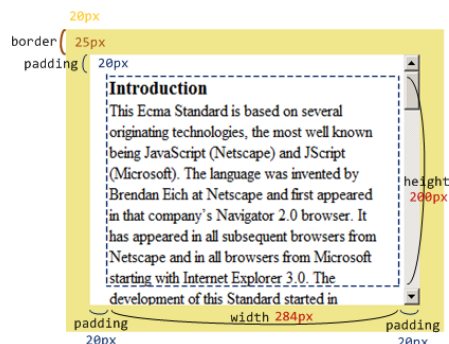 20px
border
25px
padding
20px
Introduction
This Ecma Standard is based on several
originating technologies, the most well known
being JavaScript (Netscape) and JScript
(Microsoft). The language was invented by
Brendan Eich at Netscape and first appeared
in that company's Navigator 2.0 browser. It
has appeared in all subsequent browsers from
Netscape and in all browsers from Microsoft
starting with Internet Explorer 3.0. The
development of this Standard started in
height
200px
padding
20px
width 284px
padding
20px